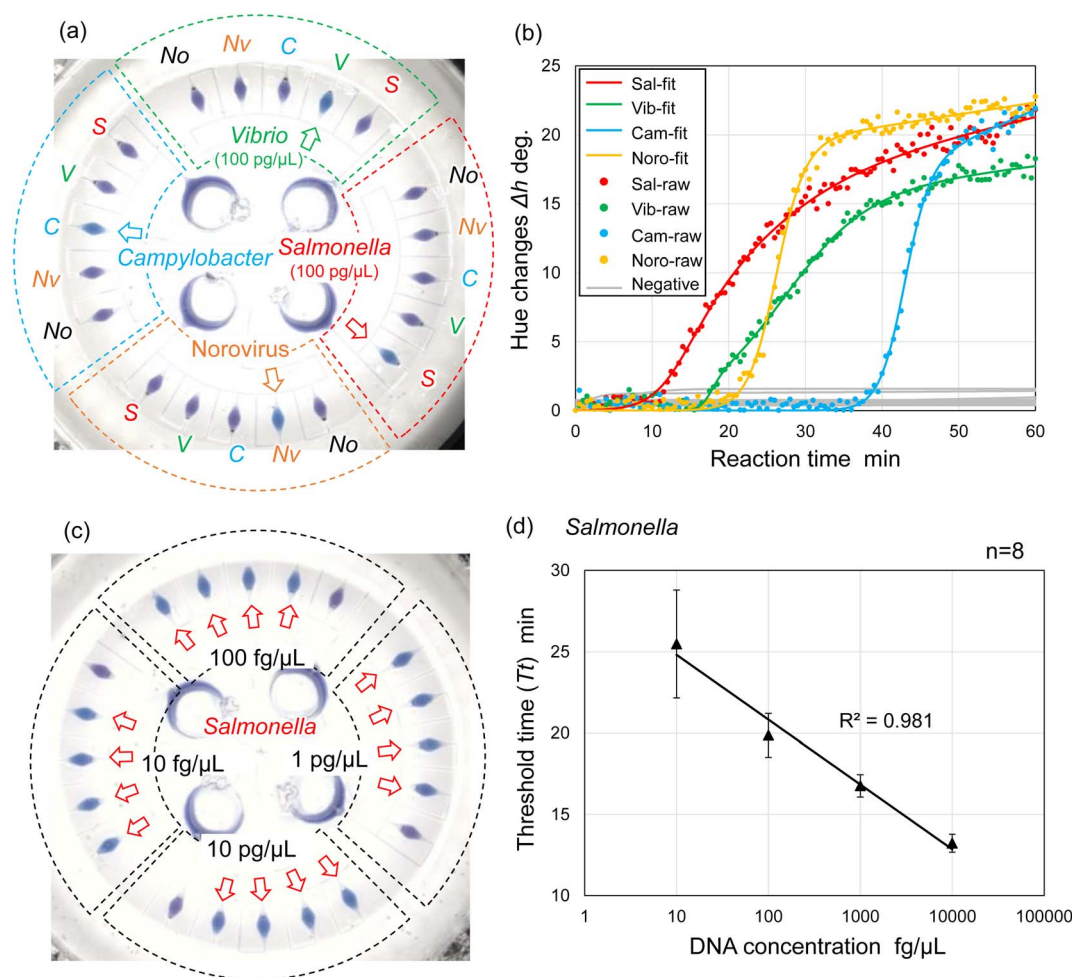 (a)
No
Nv
C
V
S
Vibrio
(100 pg/μL)
S
V
C
Nv
No
Campylobacter
Salmonella
(100 pg/μL)
No
Nv
C
V
S
Norovirus
S
V
C
Nv
No
(b)
Hue changes Δh deg.
25
20
15
10
5
0
Sal-fit
Vib-fit
Cam-fit
Noro-fit
Sal-raw
Vib-raw
Cam-raw
Noro-raw
Negative
0
10
20
30
40
50
60
Reaction time min
(c)
100 fg/μL
Salmonella
10 fg/μL
1 pg/μL
10 pg/μL
(d)
Salmonella
n=8
Threshold time (Tt) min
30
25
20
15
10
R² = 0.981
1
10
100
1000
10000
100000
DNA concentration fg/μL